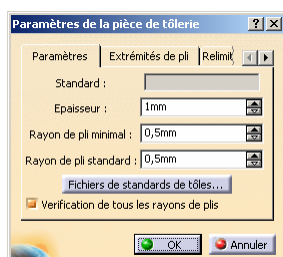 Paramètres de la pièce de tôlerie
Paramètres Extrémités de pli Relimit
Standard :
Epaisseur : 1mm
Rayon de pli minimal : 0,5mm
Rayon de pli standard : 0,5mm
Fichiers de standards de tôles...
Verification de tous les rayons de plis
OK Annuler